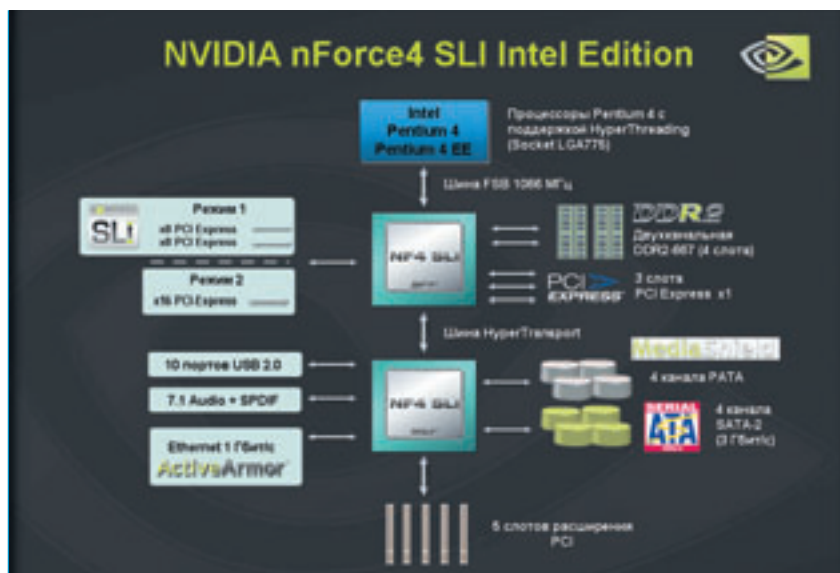 NVIDIA nForce4 SLI Intel Edition
Intel
Pentium 4
Pentium 4 EE
Процессоры Pentium 4 с
поддержкой HyperThreading
(Socket LGA775)
Шина FSB 1066 МГц
SLI
Режим 1
x8 PCI Express
x8 PCI Express
Режим 2
x16 PCI Express
NF4 SLI
DDR2
Двухканальная
DDR2-667 (4 слота)
PCI
EXPRESS
3 слота
PCI Express x1
Шина HyperTransport
MediaShield
10 портов USB 2.0
7.1 Audio + SPDIF
Ethernet 1 Гбит/с
ActiveArmor
NF4 SLI
4 канала PATA
SERIAL
ATA
4 канала
SATA-2
(3 Гбит/с)
5 слотов расширения
PCI